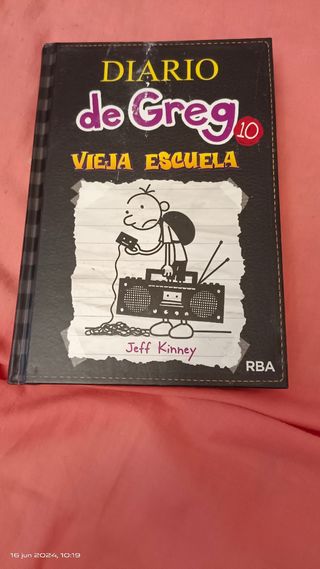 DIARIO
de Greg 10
VIEJA ESCUELA
Jeff Kinney
RBA
16 jun 2024, 10:19